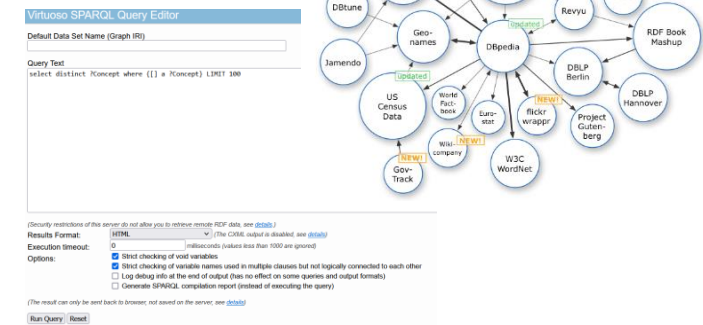 Virtuoso SPARQL Query Editor
Default Data Set Name (Graph IRI)
Query Text
select distinct ?Concept where {[] a ?Concept} LIMIT 100
(Security restrictions of this server do not allow you to retrieve remote RDF data, see details.)
Results Format:
HTML
(The CXML output is disabled, see details)
Execution timeout:
0
milliseconds (values less than 1000 are ignored)
Options:
Strict checking of void variables
Strict checking of variable names used in multiple clauses but not logically connected to each other
Log debug info at the end of output (has no effect on some queries and output formats)
Generate SPARQL compilation report (instead of executing the query)
(The result can only be sent back to browser, not saved on the server, see details)
Run Query
Reset
DBtune
Revyu
Updated
Geo-
names
DBpedia
RDF Book
Mashup
Jamendo
Updated
DBLP
Berlin
US
Census
Data
World
Fact-
book
Euro-
stat
NEW!
flickr
wrappr
DBLP
Hannover
Project
Guten-
berg
Wiki-
company
NEW!
NEW!
Gov-
Track
W3C
WordNet